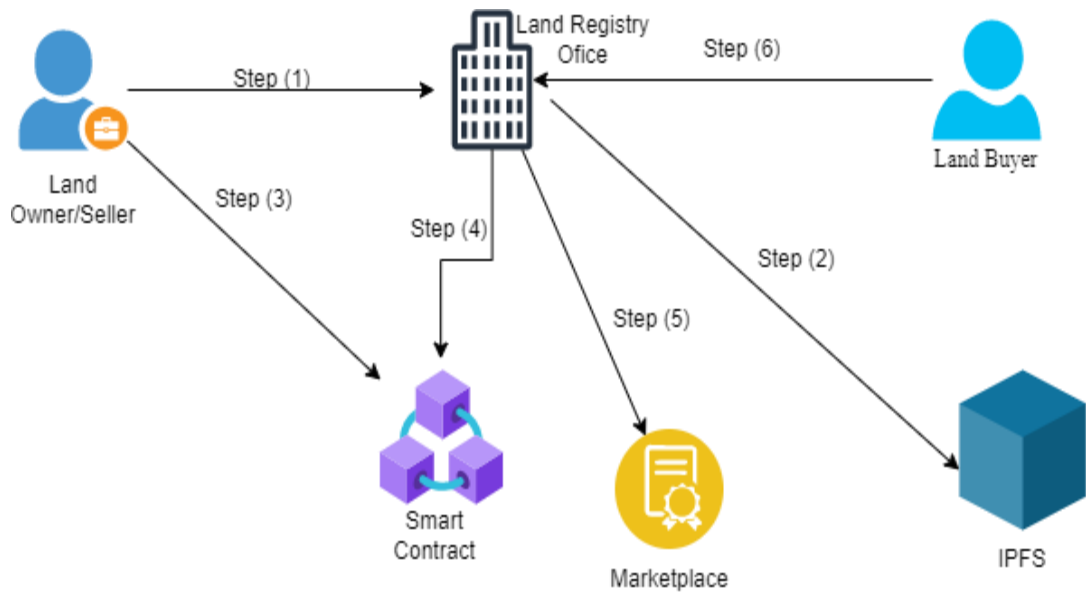 Land Registry
Ofice
Step (6)
Step (1)
Land Buyer
Land
Owner/Seller
Step (3)
Step (4)
Step (2)
Step (5)
Smart
Contract
IPFS
Marketplace